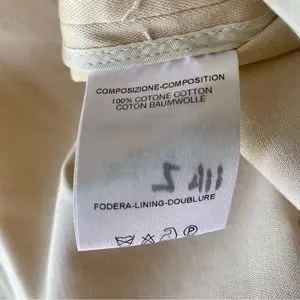 COMPOSIZIONE-COMPOSITION
100% COTONE COTTON
COTON BAUMWOLLE
FODERA-LINING-DOUBLURE
P